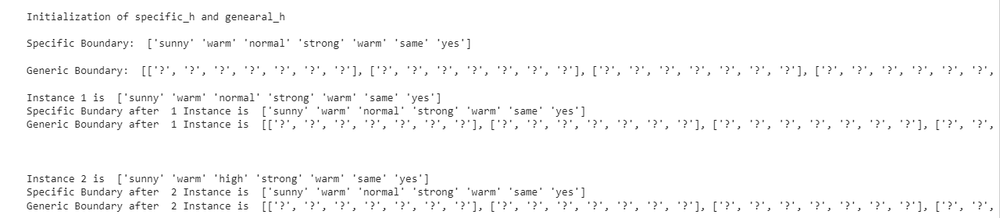 Initialization of specific_h and genearal_h
Specific Boundary:  ['sunny' 'warm' 'normal' 'strong' 'warm' 'same' 'yes']
Generic Boundary:  [['?', '?', '?', '?', '?', '?', '?'], ['?', '?', '?', '?', '?', '?', '?'], ['?', '?', '?', '?', '?', '?', '?'], ['?', '?', '?', '?', '?', '?',
Instance 1 is  ['sunny' 'warm' 'normal' 'strong' 'warm' 'same' 'yes']
Specific Bundary after  1 Instance is  ['sunny' 'warm' 'normal' 'strong' 'warm' 'same' 'yes']
Generic Boundary after  1 Instance is  [['?', '?', '?', '?', '?', '?', '?'], ['?', '?', '?', '?', '?', '?', '?'], ['?', '?', '?', '?', '?', '?', '?'], ['?', '?',
Instance 2 is  ['sunny' 'warm' 'high' 'strong' 'warm' 'same' 'yes']
Specific Bundary after  2 Instance is  ['sunny' 'warm' 'normal' 'strong' 'warm' 'same' 'yes']
Generic Boundary after  2 Instance is  [['?', '?', '?', '?', '?', '?', '?'], ['?', '?', '?', '?', '?', '?', '?'], ['?', '?', '?', '?', '?', '?', '?'], ['?', '?',